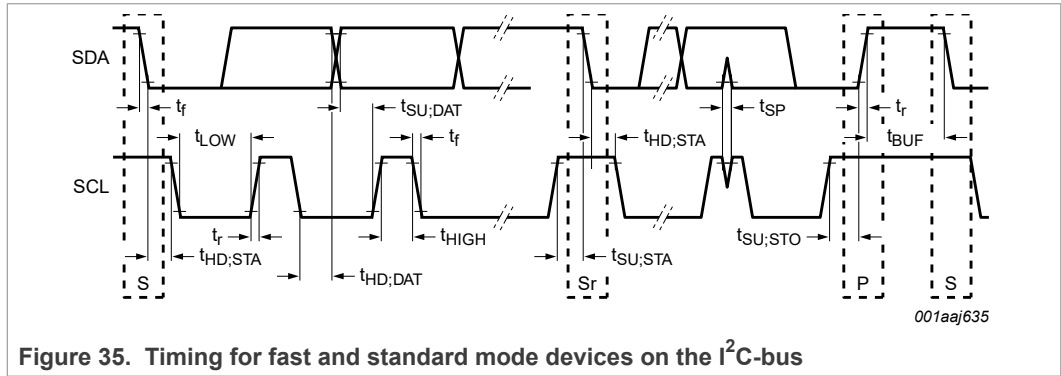 SDA
t_f
t_SU;DAT
t_SP
t_r
t_LOW
t_f
t_HD;STA
t_BUF
SCL
t_r
t_HIGH
t_SU;STO
t_HD;STA
t_HD;DAT
t_SU;STA
S
Sr
P
S
001aaj635
Figure 35. Timing for fast and standard mode devices on the I²C-bus